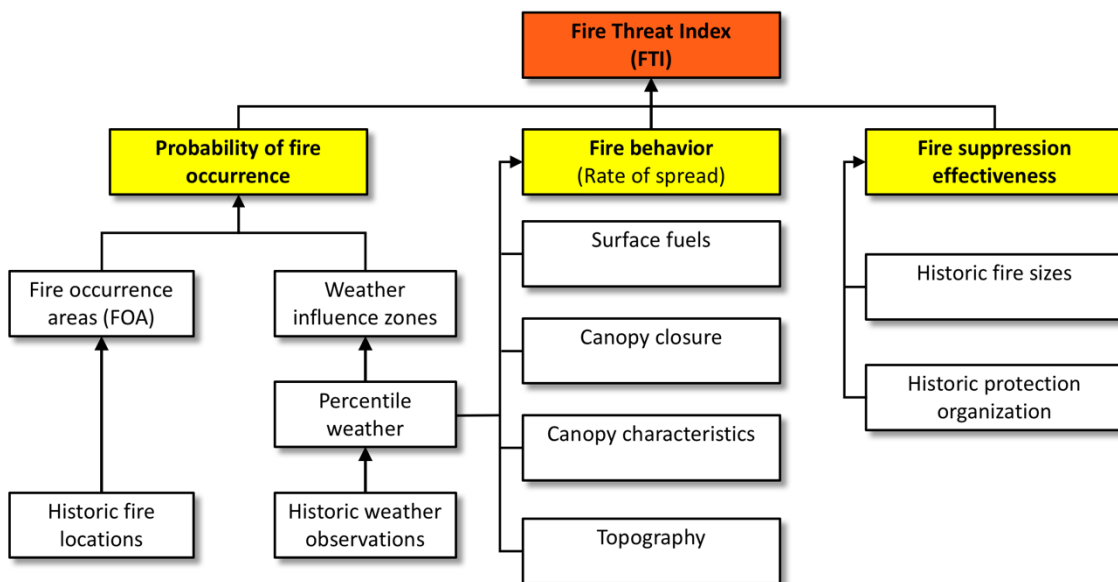 Fire Threat Index
(FTI)
Probability of fire
occurrence
Fire behavior
(Rate of spread)
Fire suppression
effectiveness
Surface fuels
Fire occurrence
areas (FOA)
Weather
influence zones
Historic fire sizes
Canopy closure
Percentile
weather
Historic protection
organization
Canopy characteristics
Historic fire
locations
Historic weather
observations
Topography